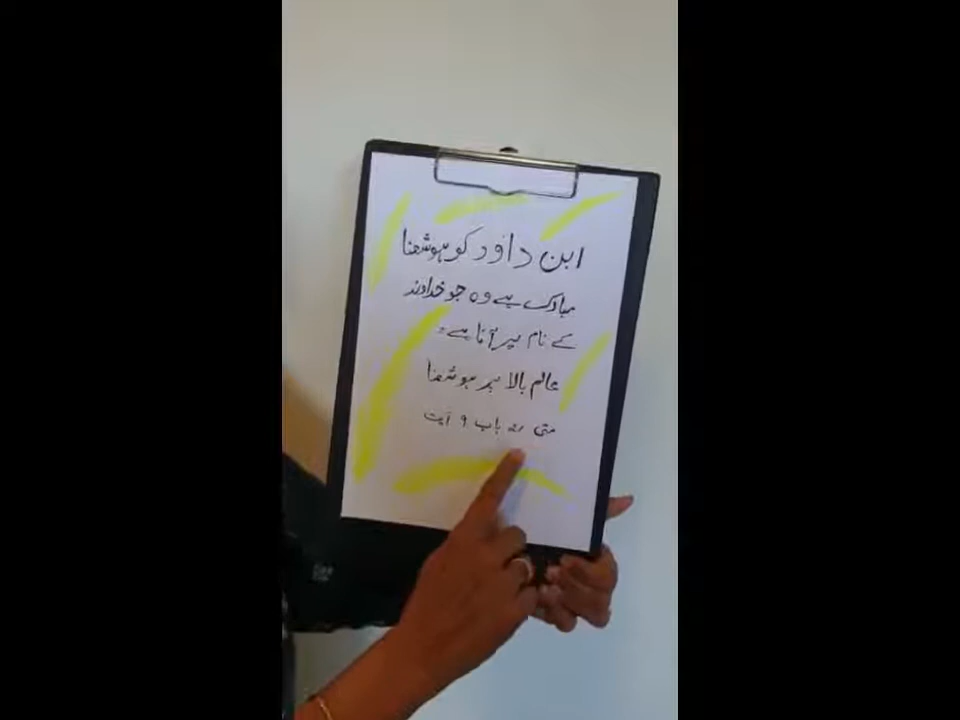 ابن داود کو ہوشعنا
مبارک ہے وہ جو خداوند
کے نام پر آتا ہے۔
عالم بالا پر ہوشعنا
متی ۲۱ باب ۹ آیت